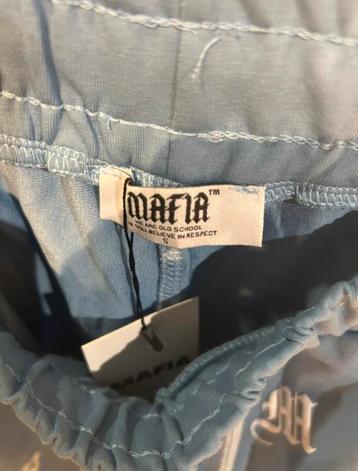 MAFIA™
WE ARE OLD SCHOOL
WE STILL BELIEVE IN RESPECT
S
MAFIA
M